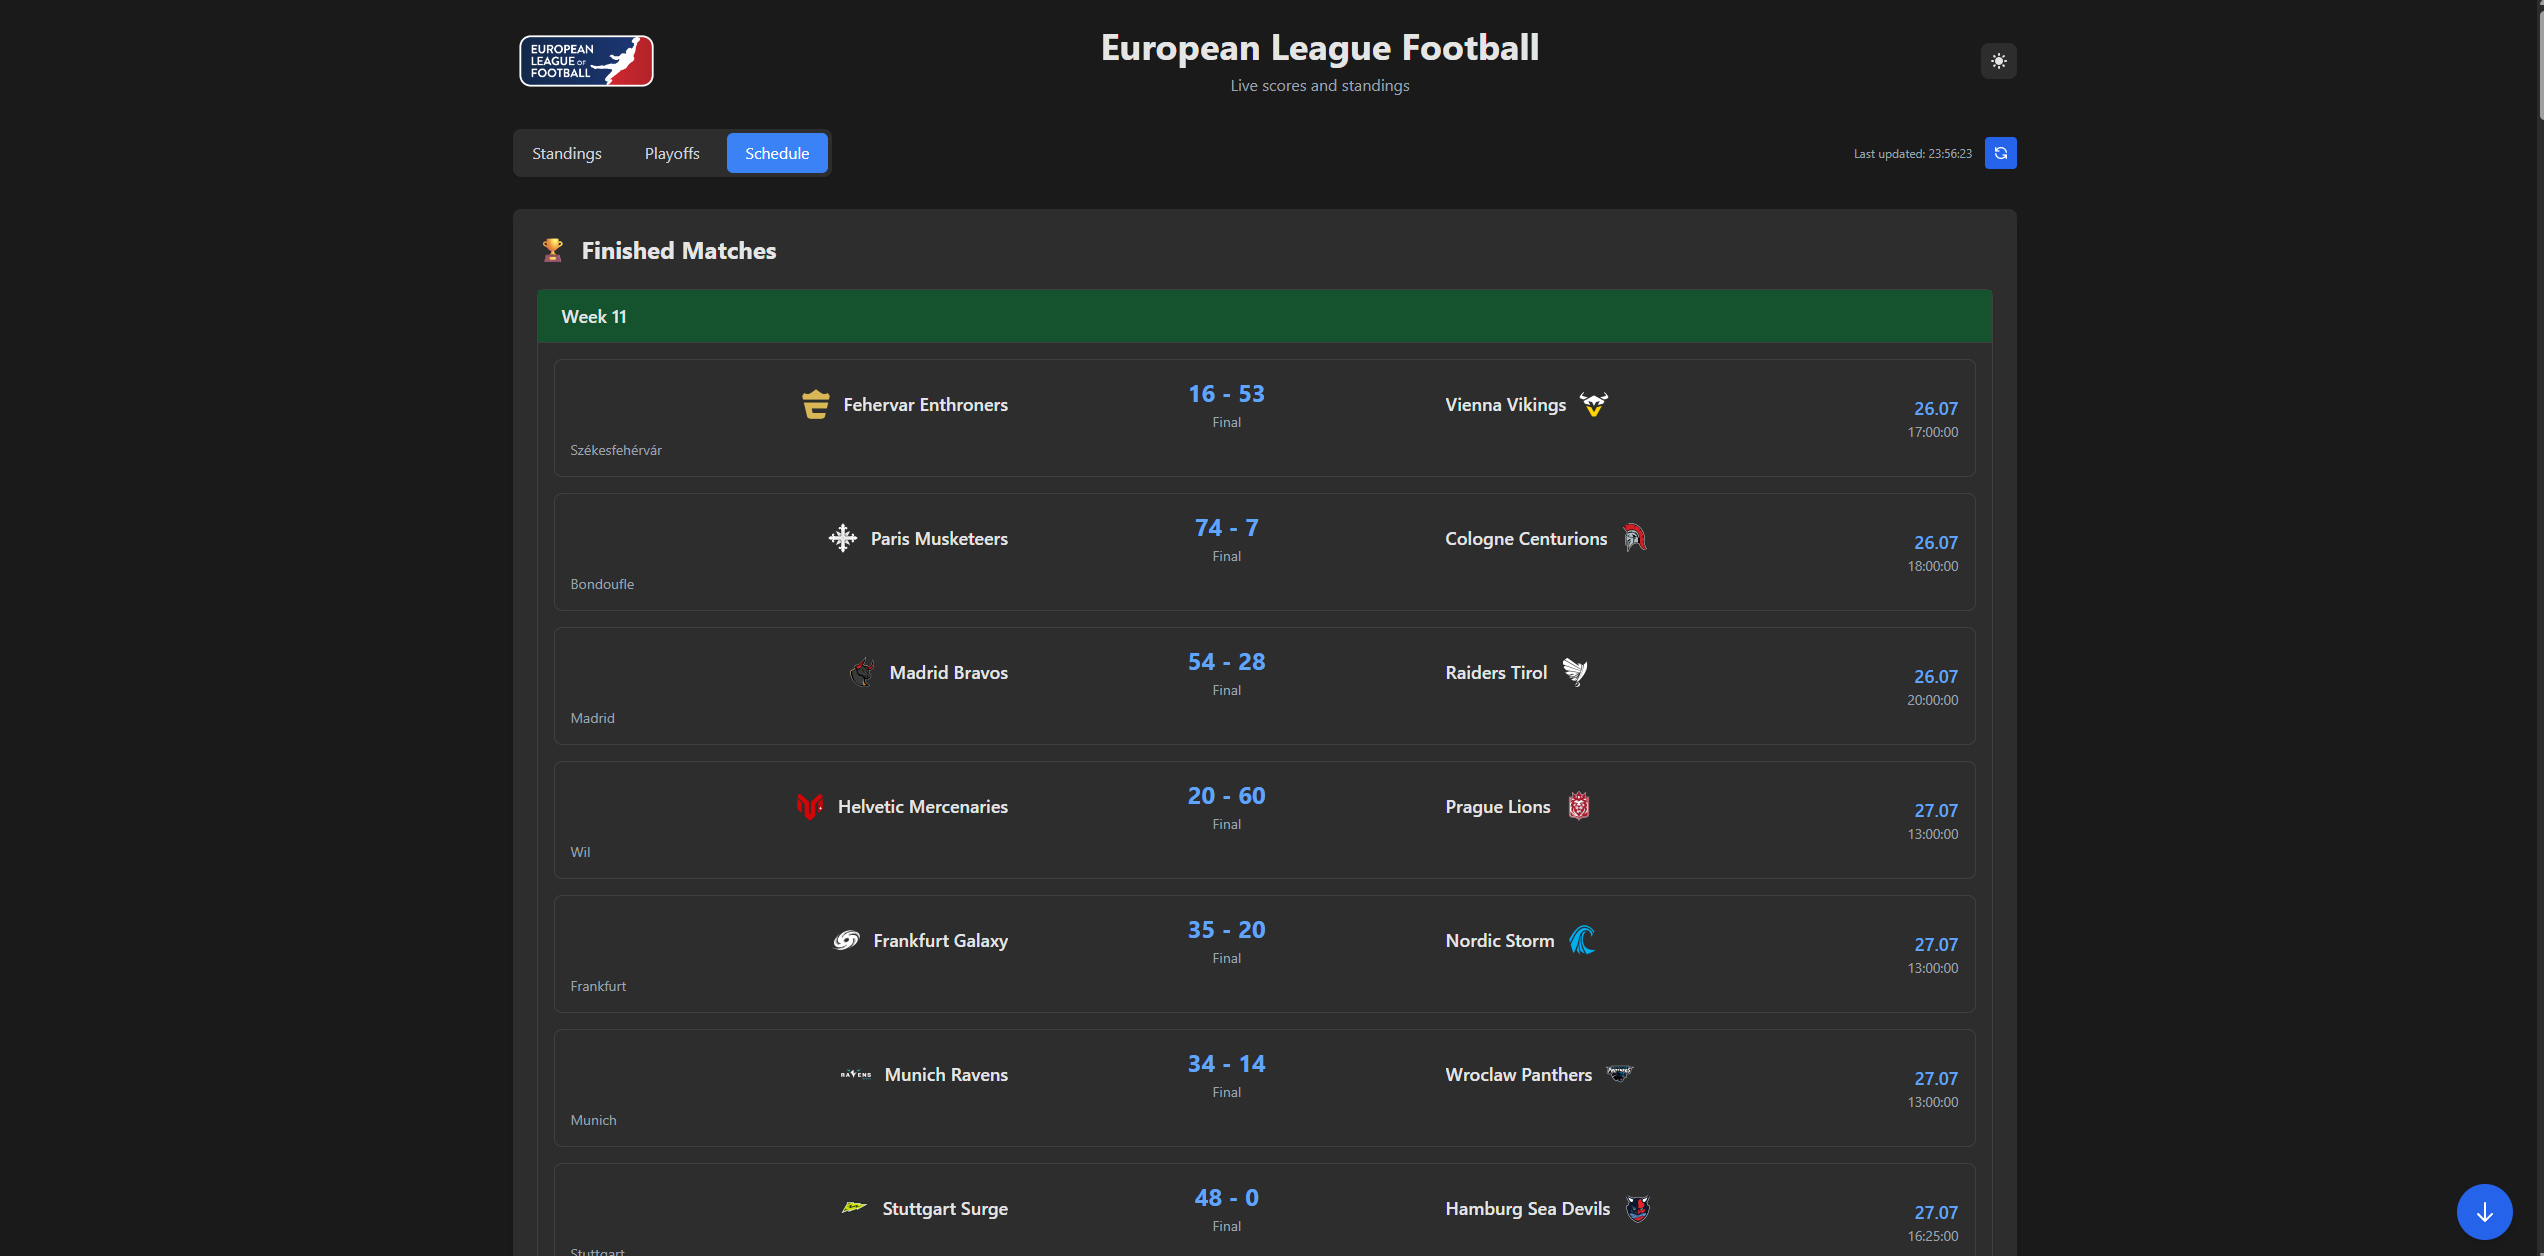 EUROPEAN
LEAGUE OF
FOOTBALL
European League Football
Live scores and standings
Standings
Playoffs
Schedule
Last updated: 23:56:23
Finished Matches
Week 11
Fehervar Enthroners
16 - 53
Final
Vienna Vikings
26.07
17:00:00
Székesfehérvár
Paris Musketeers
74 - 7
Final
Cologne Centurions
26.07
18:00:00
Bondoufle
Madrid Bravos
54 - 28
Final
Raiders Tirol
26.07
20:00:00
Madrid
Helvetic Mercenaries
20 - 60
Final
Prague Lions
27.07
13:00:00
Wil
Frankfurt Galaxy
35 - 20
Final
Nordic Storm
27.07
13:00:00
Frankfurt
RAVENS
Munich Ravens
34 - 14
Final
Wroclaw Panthers
27.07
13:00:00
Munich
Stuttgart Surge
48 - 0
Final
Hamburg Sea Devils
27.07
16:25:00
Stuttgart